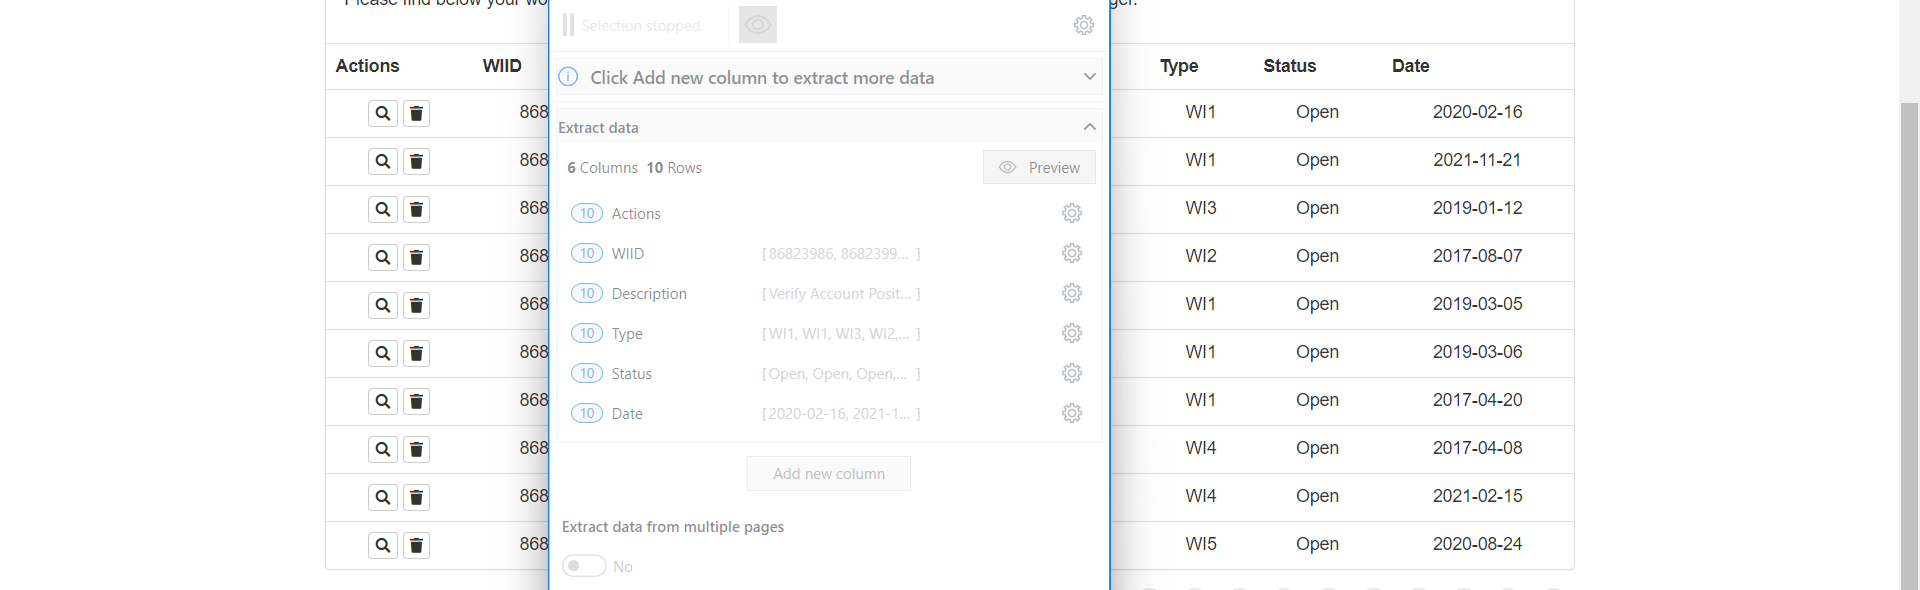 Please find below your wo
ger.
Selection stopped
Actions WIID Type Status Date
Click Add new column to extract more data
868 WI1 Open 2020-02-16
Extract data
868 WI1 Open 2021-11-21
6 Columns 10 Rows Preview
868 WI3 Open 2019-01-12
10 Actions
868 WI2 Open 2017-08-07
10 WIID [ 86823986, 8682399... ]
10 Description [ Verify Account Posit... ]
868 WI1 Open 2019-03-05
10 Type [ WI1, WI1, WI3, WI2,... ]
868 WI1 Open 2019-03-06
10 Status [ Open, Open, Open,... ]
868 WI1 Open 2017-04-20
10 Date [ 2020-02-16, 2021-1... ]
868 WI4 Open 2017-04-08
Add new column
868 WI4 Open 2021-02-15
Extract data from multiple pages
868 WI5 Open 2020-08-24
No